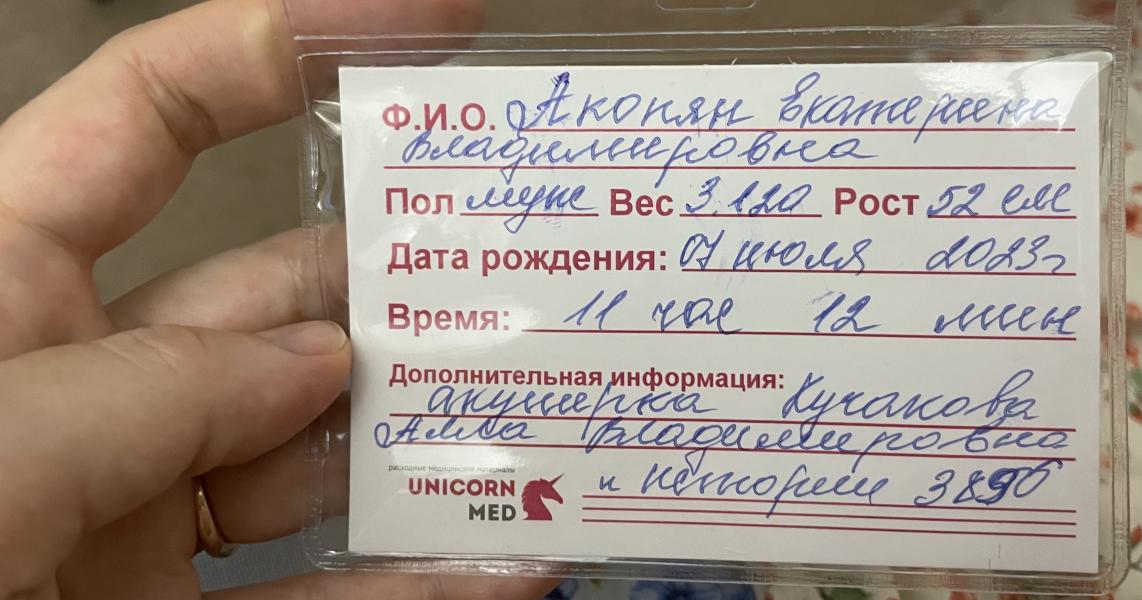 Ф.И.О. Акопян Екатерина
Владимировна
Пол муж Вес 3.120 Рост 52 см
Дата рождения: 07 июля 2023г
Время: 11 час 12 мин
Дополнительная информация:
акушерка Кучакова
Алла Владимировна
расходные медицинские материалы
UNICORN
MED
и истории